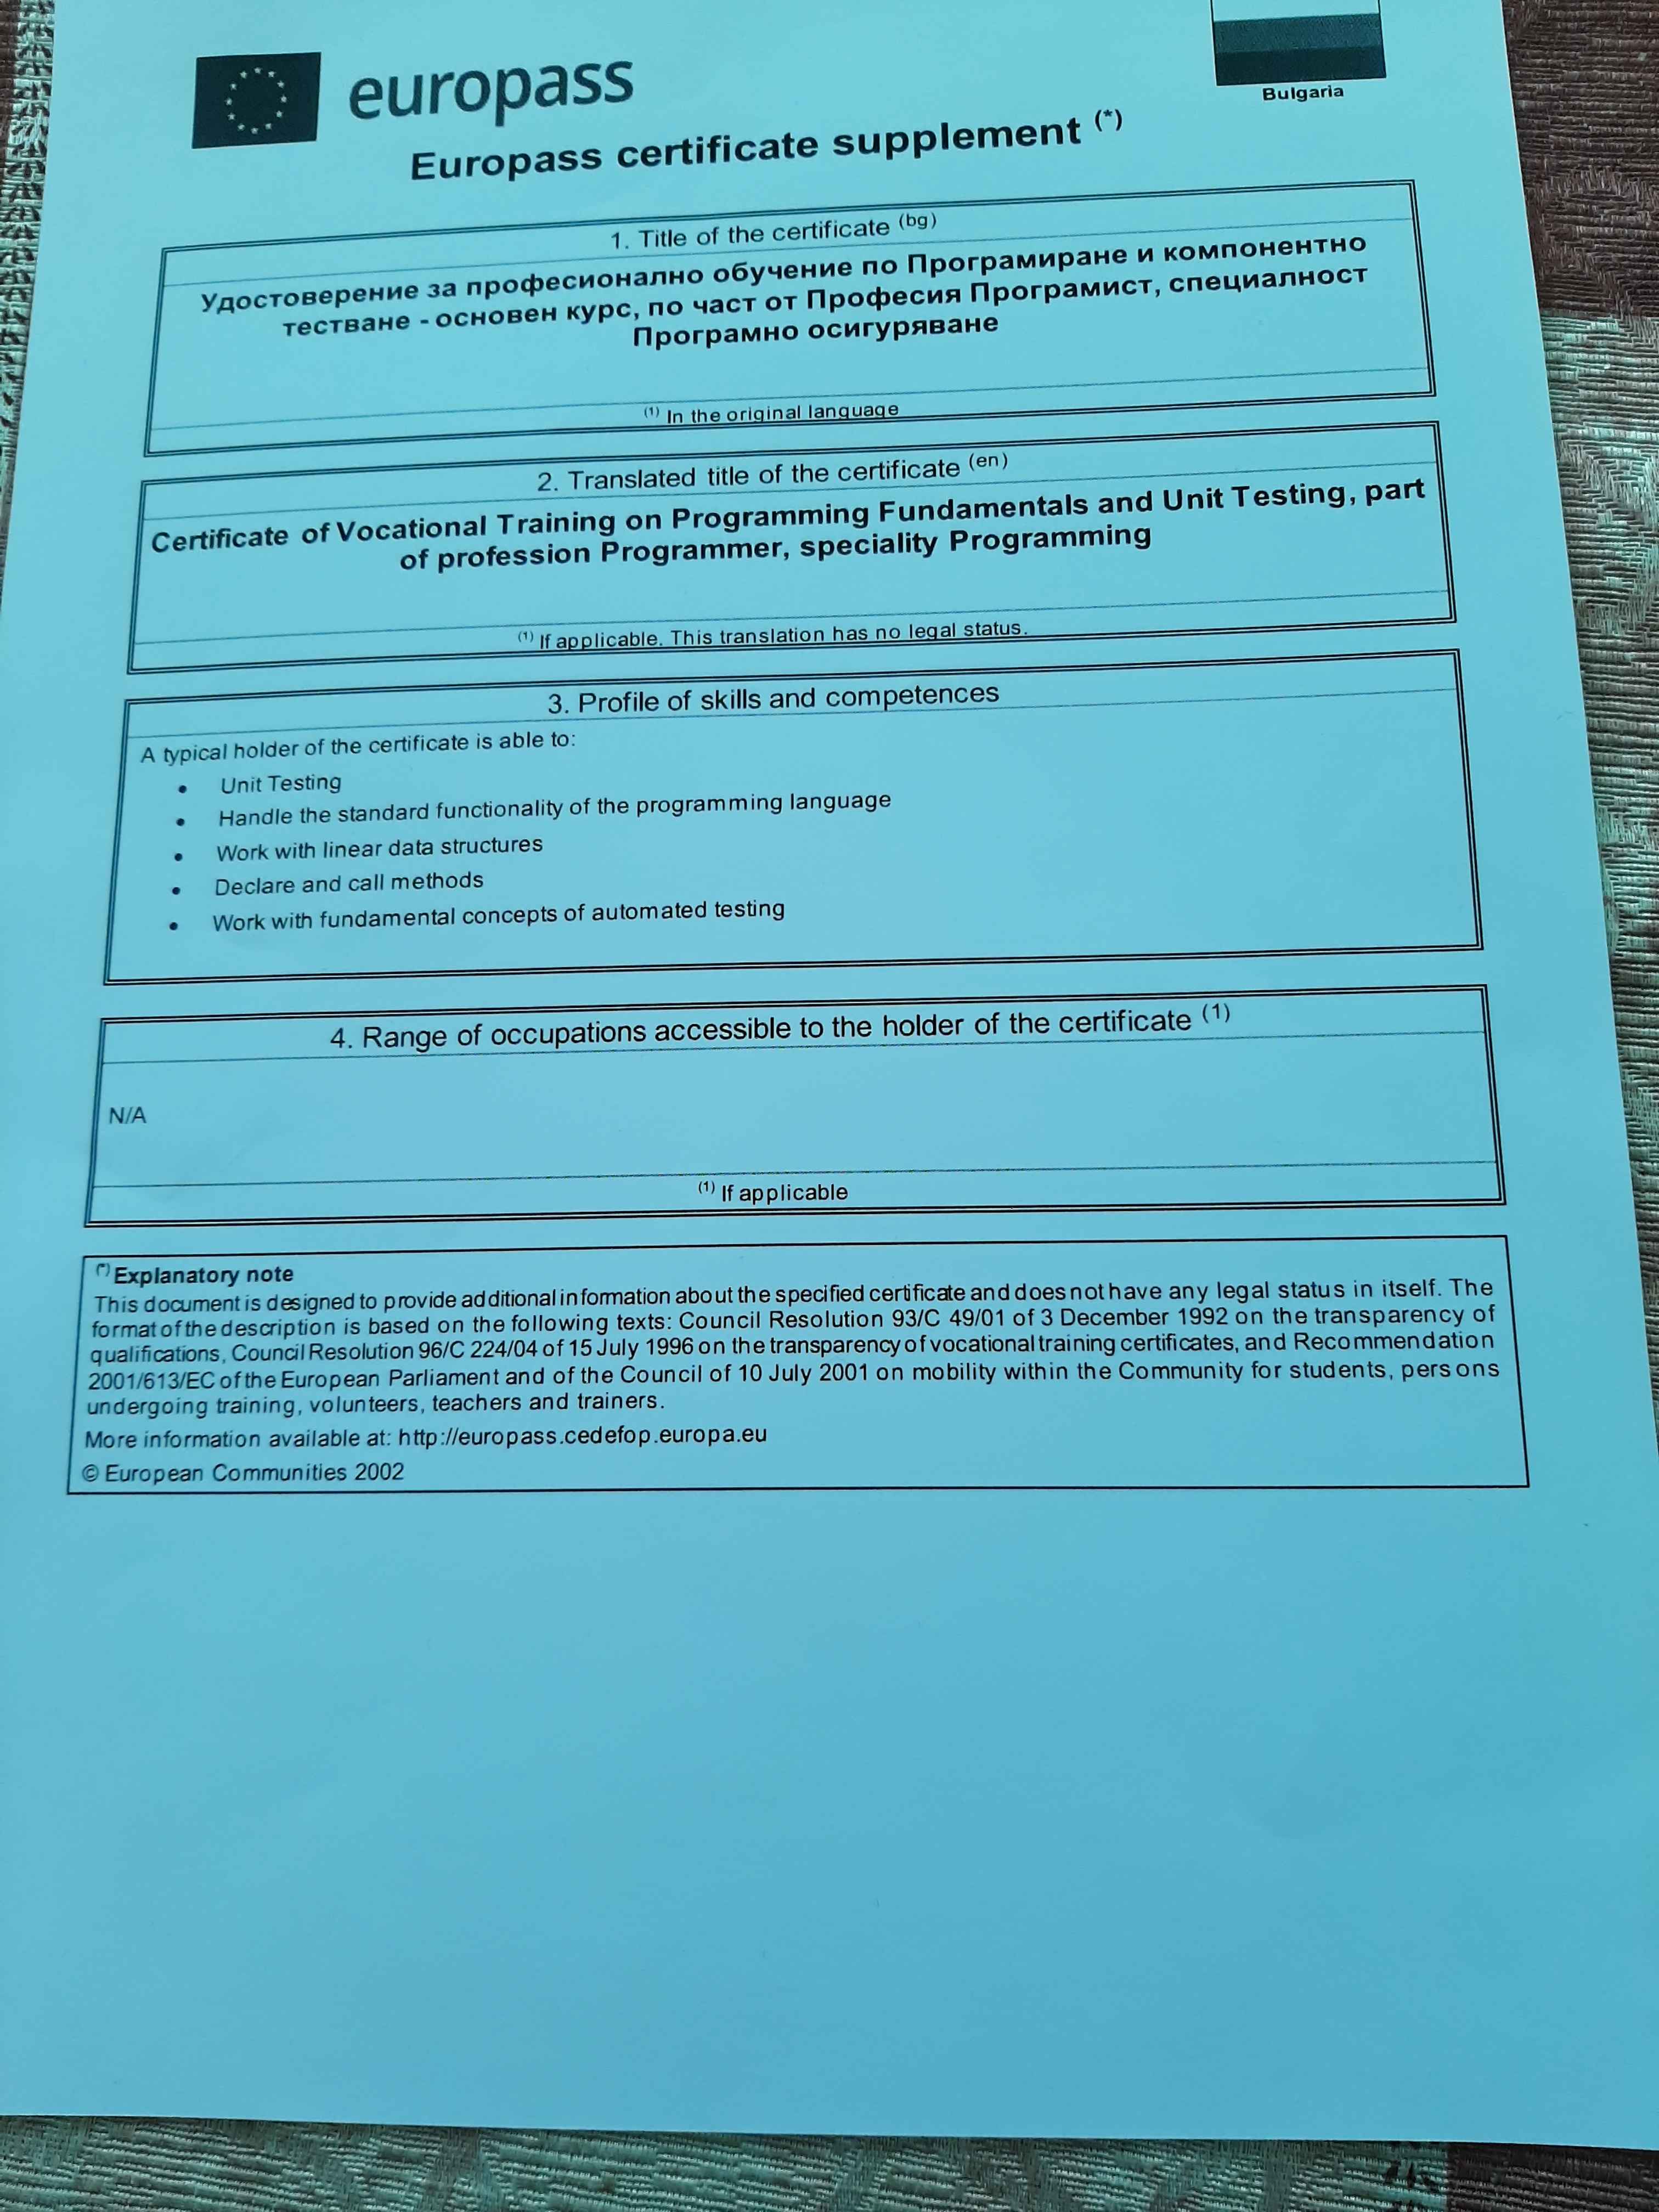 europass
Bulgaria
Europass certificate supplement (*)
1. Title of the certificate (bg)
Удостоверение за професионално обучение по Програмиране и компонентно
тестване - основен курс, по част от Професия Програмист, специалност
Програмно осигуряване
(1) In the original language
2. Translated title of the certificate (en)
Certificate of Vocational Training on Programming Fundamentals and Unit Testing, part
of profession Programmer, speciality Programming
(1) If applicable. This translation has no legal status.
3. Profile of skills and competences
A typical holder of the certificate is able to:
• Unit Testing
• Handle the standard functionality of the programming language
• Work with linear data structures
• Declare and call methods
• Work with fundamental concepts of automated testing
4. Range of occupations accessible to the holder of the certificate (1)
N/A
(1) If applicable
(*) Explanatory note
This document is designed to provide additional information about the specified certificate and does not have any legal status in itself. The
format of the description is based on the following texts: Council Resolution 93/C 49/01 of 3 December 1992 on the transparency of
qualifications, Council Resolution 96/C 224/04 of 15 July 1996 on the transparency of vocational training certificates, and Recommendation
2001/613/EC of the European Parliament and of the Council of 10 July 2001 on mobility within the Community for students, persons
undergoing training, volunteers, teachers and trainers.
More information available at: http://europass.cedefop.europa.eu
© European Communities 2002